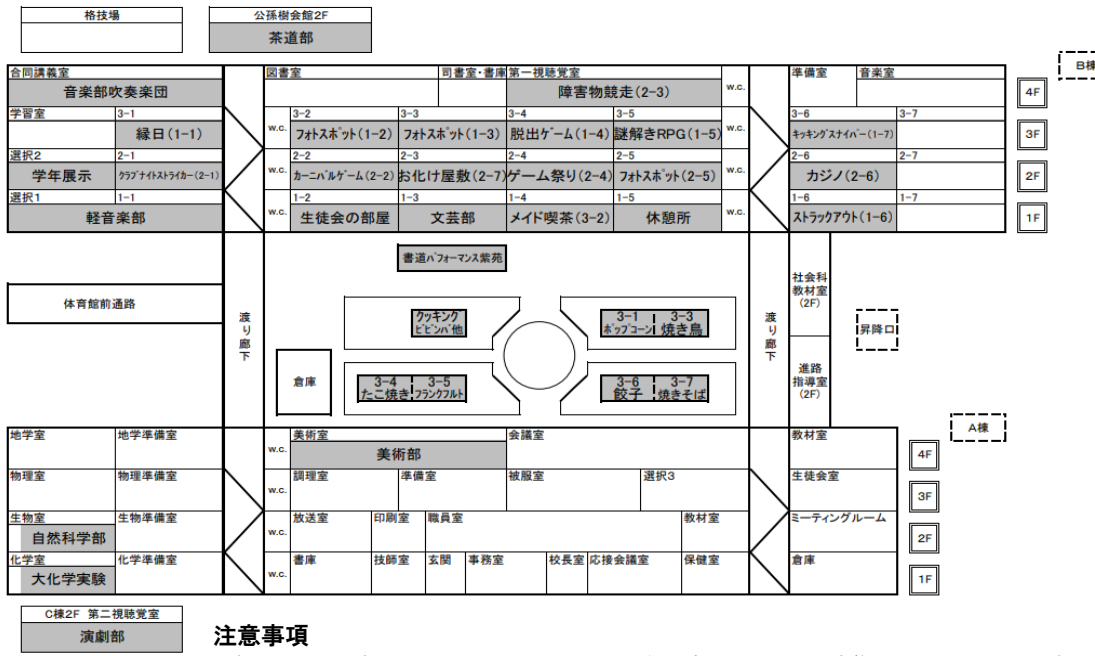 格技場
公孫樹会館2F
茶道部
B棟
合同講義室
図書室
司書室・書庫
第一視聴覚室
準備室
音楽室
音楽部吹奏楽団
障害物競走(2-3)
w.c.
4F
学習室
3-1
3-2
3-3
3-4
3-5
3-6
3-7
縁日(1-1)
w.c.
フォトスポット(1-2)
フォトスポット(1-3)
脱出ゲーム(1-4)
謎解きRPG(1-5)
w.c.
キッキングスナイパー(1-7)
3F
選択2
2-1
2-2
2-3
2-4
2-5
2-6
2-7
学年展示
クラブナイトストライカー(2-1)
w.c.
カーニバルゲーム(2-2)
お化け屋敷(2-7)
ゲーム祭り(2-4)
フォトスポット(2-5)
w.c.
カジノ(2-6)
2F
選択1
1-1
1-2
1-3
1-4
1-5
1-6
1-7
軽音楽部
w.c.
生徒会の部屋
文芸部
メイド喫茶(3-2)
休憩所
w.c.
ストラックアウト(1-6)
1F
書道パフォーマンス紫苑
体育館前通路
渡り廊下
クッキング
ビビンバ他
3-1
ポップコーン
3-3
焼き鳥
渡り廊下
社会科
教材室
(2F)
昇降口
倉庫
3-4
たこ焼き
3-5
フランクフルト
3-6
餃子
3-7
焼きそば
進路
指導室
(2F)
A棟
地学室
地学準備室
w.c.
美術室
会議室
教材室
美術部
4F
物理室
物理準備室
w.c.
調理室
準備室
被服室
選択3
生徒会室
3F
生物室
生物準備室
w.c.
放送室
印刷室
職員室
教材室
ミーティングルーム
自然科学部
2F
化学室
化学準備室
w.c.
書庫
技師室
玄関
事務室
校長室
応接会議室
保健室
倉庫
大化学実験
1F
C棟2F 第二視聴覚室
演劇部
注意事項